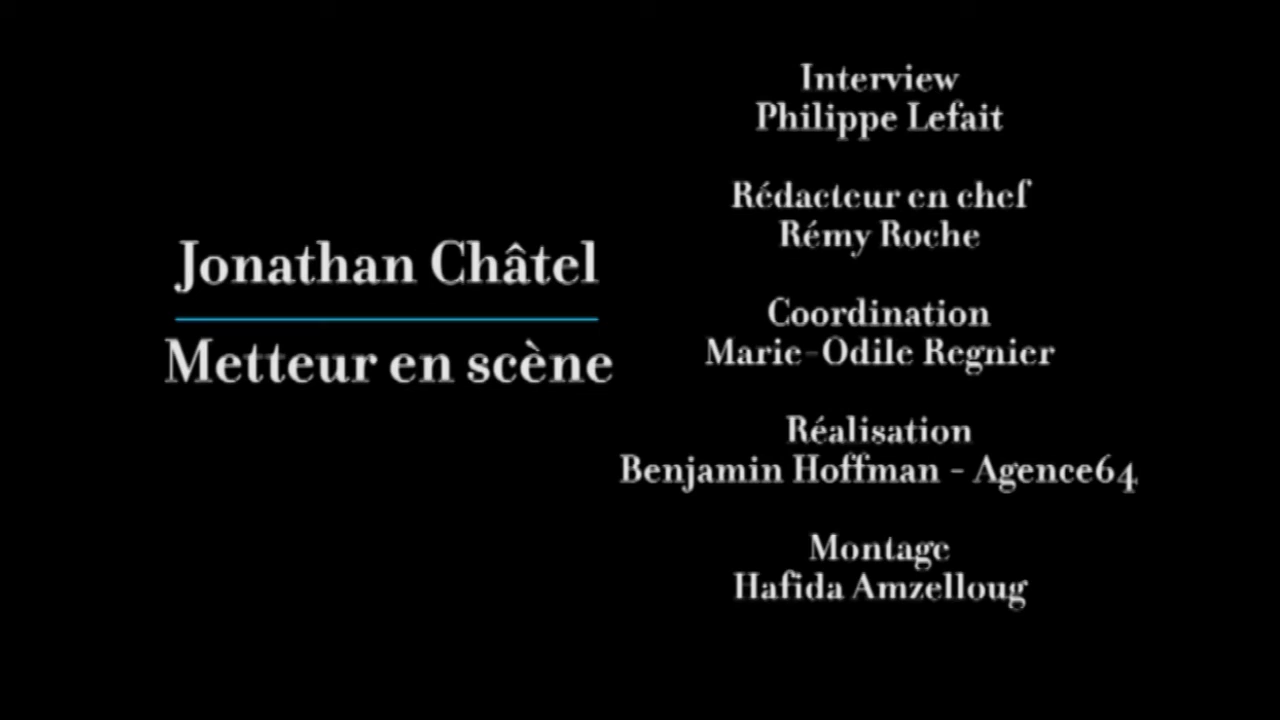 Jonathan Châtel
Metteur en scène
Interview
Philippe Lefait
Rédacteur en chef
Rémy Roche
Coordination
Marie-Odile Regnier
Réalisation
Benjamin Hoffman - Agence64
Montage
Hafida Amzelloug